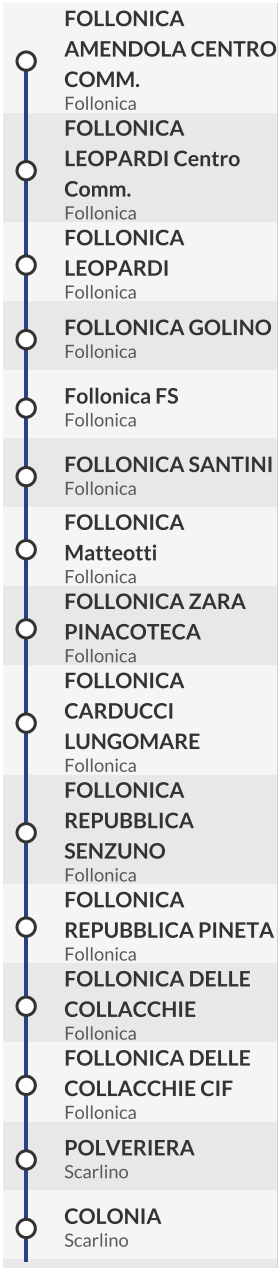 FOLLONICA
AMENDOLA CENTRO
COMM.
Follonica
FOLLONICA
LEOPARDI Centro
Comm.
Follonica
FOLLONICA
LEOPARDI
Follonica
FOLLONICA GOLINO
Follonica
Follonica FS
Follonica
FOLLONICA SANTINI
Follonica
FOLLONICA
Matteotti
Follonica
FOLLONICA ZARA
PINACOTECA
Follonica
FOLLONICA
CARDUCCI
LUNGOMARE
Follonica
FOLLONICA
REPUBBLICA
SENZUNO
Follonica
FOLLONICA
REPUBBLICA PINETA
Follonica
FOLLONICA DELLE
COLLACCHIE
Follonica
FOLLONICA DELLE
COLLACCHIE CIF
Follonica
POLVERIERA
Scarlino
COLONIA
Scarlino